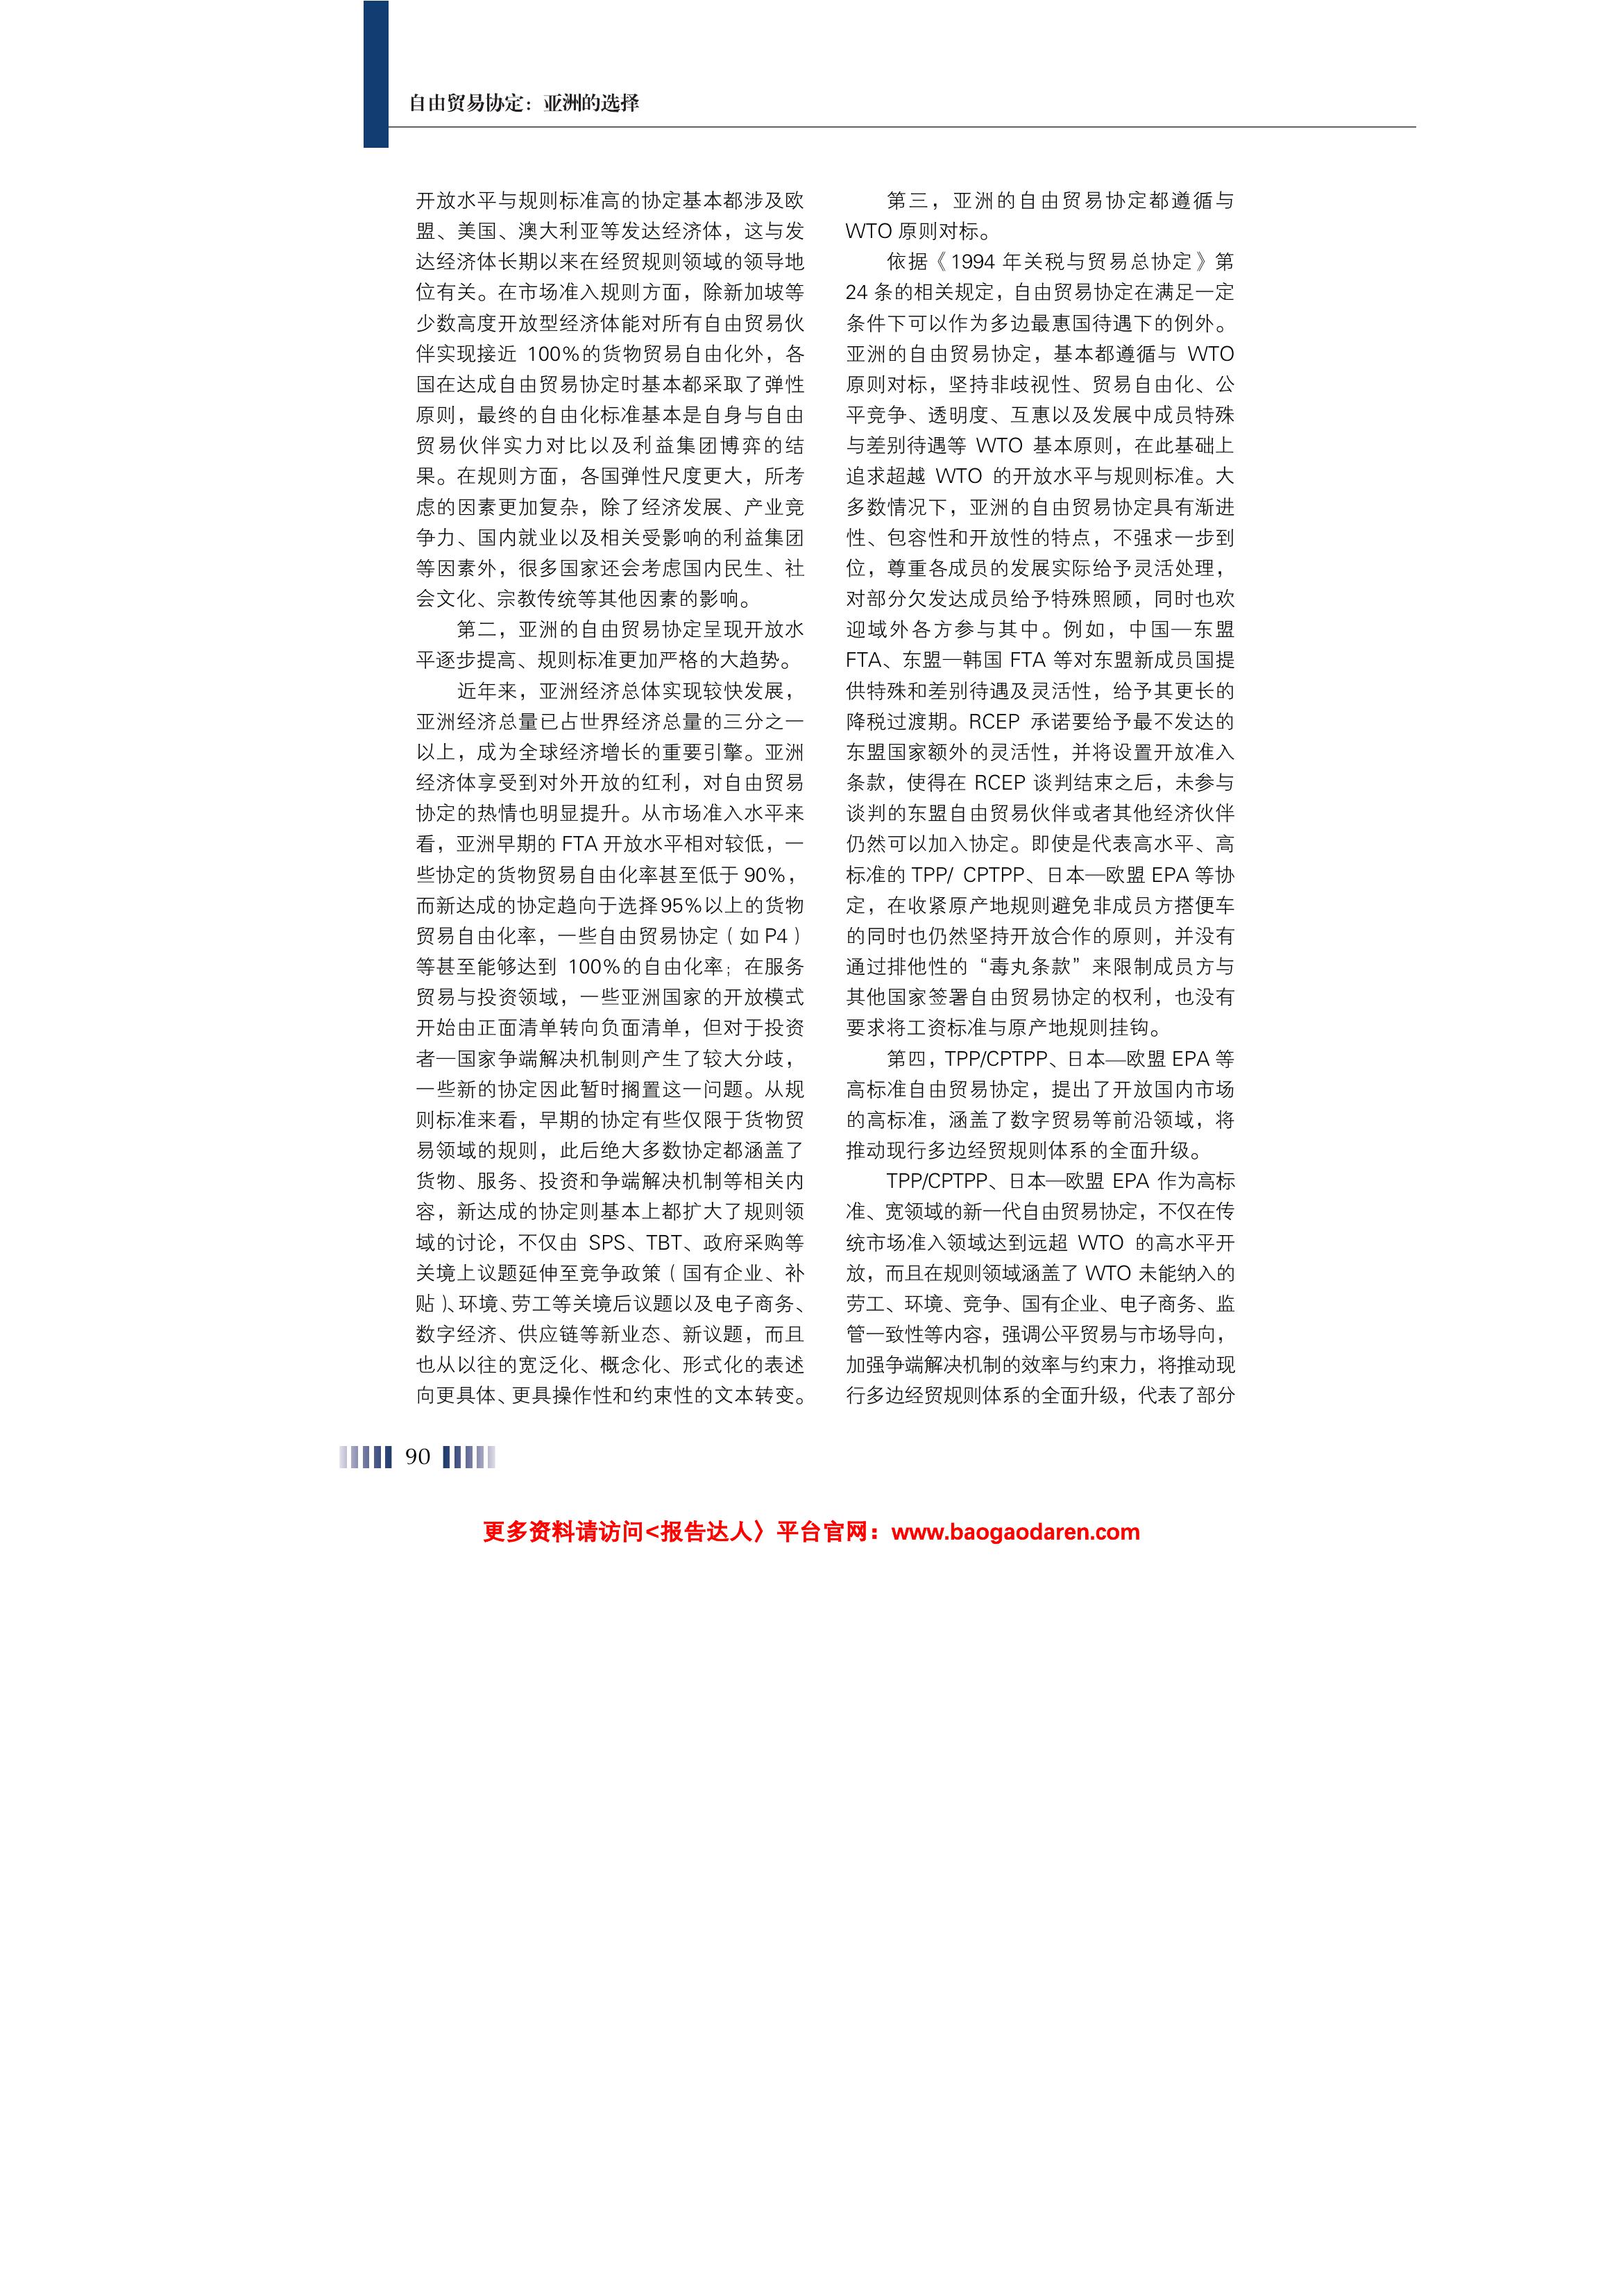 自由贸易协定：亚洲的选择
开放水平与规则标准高的协定基本都涉及欧
盟、美国、澳大利亚等发达经济体，这与发
达经济体长期以来在经贸规则领域的领导地
位有关。在市场准入规则方面，除新加坡等
少数高度开放型经济体能对所有自由贸易伙
伴实现接近 100%的货物贸易自由化外，各
国在达成自由贸易协定时基本都采取了弹性
原则，最终的自由化标准基本是自身与自由
贸易伙伴实力对比以及利益集团博弈的结
果。在规则方面，各国弹性尺度更大，所考
虑的因素更加复杂，除了经济发展、产业竞
争力、国内就业以及相关受影响的利益集团
等因素外，很多国家还会考虑国内民生、社
会文化、宗教传统等其他因素的影响。
第二，亚洲的自由贸易协定呈现开放水
平逐步提高、规则标准更加严格的大趋势。
近年来，亚洲经济总体实现较快发展，
亚洲经济总量已占世界经济总量的三分之一
以上，成为全球经济增长的重要引擎。亚洲
经济体享受到对外开放的红利，对自由贸易
协定的热情也明显提升。从市场准入水平来
看，亚洲早期的 FTA 开放水平相对较低，一
些协定的货物贸易自由化率甚至低于 90%，
而新达成的协定趋向于选择95%以上的货物
贸易自由化率，一些自由贸易协定（如 P4）
等甚至能够达到 100%的自由化率；在服务
贸易与投资领域，一些亚洲国家的开放模式
开始由正面清单转向负面清单，但对于投资
者—国家争端解决机制则产生了较大分歧，
一些新的协定因此暂时搁置这一问题。从规
则标准来看，早期的协定有些仅限于货物贸
易领域的规则，此后绝大多数协定都涵盖了
货物、服务、投资和争端解决机制等相关内
容，新达成的协定则基本上都扩大了规则领
域的讨论，不仅由 SPS、TBT、政府采购等
关境上议题延伸至竞争政策（国有企业、补
贴）、环境、劳工等关境后议题以及电子商务、
数字经济、供应链等新业态、新议题，而且
也从以往的宽泛化、概念化、形式化的表述
向更具体、更具操作性和约束性的文本转变。
第三，亚洲的自由贸易协定都遵循与
WTO 原则对标。
依据《1994 年关税与贸易总协定》第
24 条的相关规定，自由贸易协定在满足一定
条件下可以作为多边最惠国待遇下的例外。
亚洲的自由贸易协定，基本都遵循与 WTO
原则对标，坚持非歧视性、贸易自由化、公
平竞争、透明度、互惠以及发展中成员特殊
与差别待遇等 WTO 基本原则，在此基础上
追求超越 WTO 的开放水平与规则标准。大
多数情况下，亚洲的自由贸易协定具有渐进
性、包容性和开放性的特点，不强求一步到
位，尊重各成员的发展实际给予灵活处理，
对部分欠发达成员给予特殊照顾，同时也欢
迎域外各方参与其中。例如，中国—东盟
FTA、东盟—韩国 FTA 等对东盟新成员国提
供特殊和差别待遇及灵活性，给予其更长的
降税过渡期。RCEP 承诺要给予最不发达的
东盟国家额外的灵活性，并将设置开放准入
条款，使得在 RCEP 谈判结束之后，未参与
谈判的东盟自由贸易伙伴或者其他经济伙伴
仍然可以加入协定。即使是代表高水平、高
标准的 TPP/ CPTPP、日本—欧盟 EPA 等协
定，在收紧原产地规则避免非成员方搭便车
的同时也仍然坚持开放合作的原则，并没有
通过排他性的“毒丸条款”来限制成员方与
其他国家签署自由贸易协定的权利，也没有
要求将工资标准与原产地规则挂钩。
第四，TPP/CPTPP、日本—欧盟 EPA 等
高标准自由贸易协定，提出了开放国内市场
的高标准，涵盖了数字贸易等前沿领域，将
推动现行多边经贸规则体系的全面升级。
TPP/CPTPP、日本—欧盟 EPA 作为高标
准、宽领域的新一代自由贸易协定，不仅在传
统市场准入领域达到远超 WTO 的高水平开
放，而且在规则领域涵盖了 WTO 未能纳入的
劳工、环境、竞争、国有企业、电子商务、监
管一致性等内容，强调公平贸易与市场导向，
加强争端解决机制的效率与约束力，将推动现
行多边经贸规则体系的全面升级，代表了部分
90
更多资料请访问<报告达人〉平台官网：www.baogaodaren.com